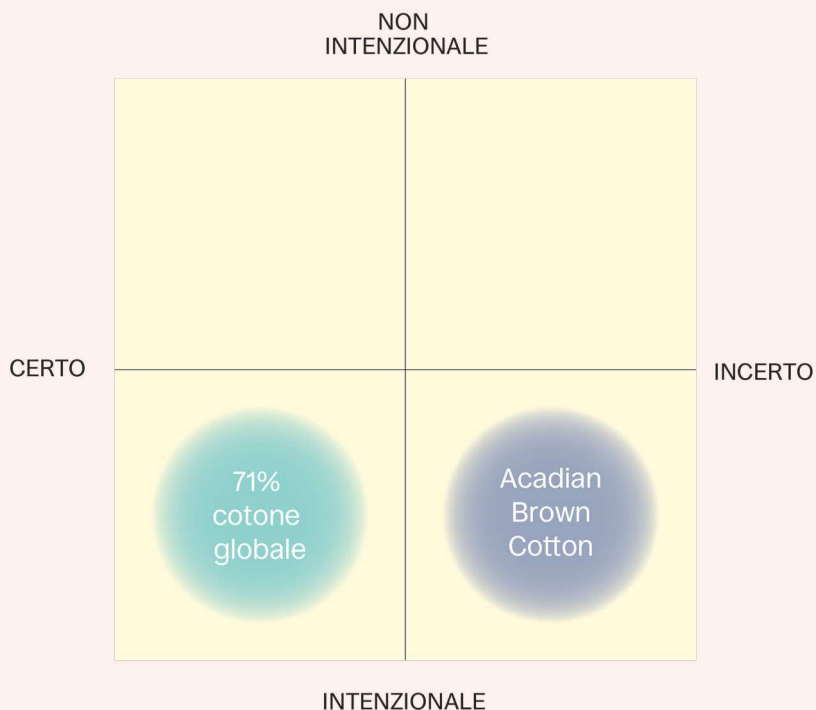 NON
INTENZIONALE
CERTO
INCERTO
71%
cotone
globale
Acadian
Brown
Cotton
INTENZIONALE